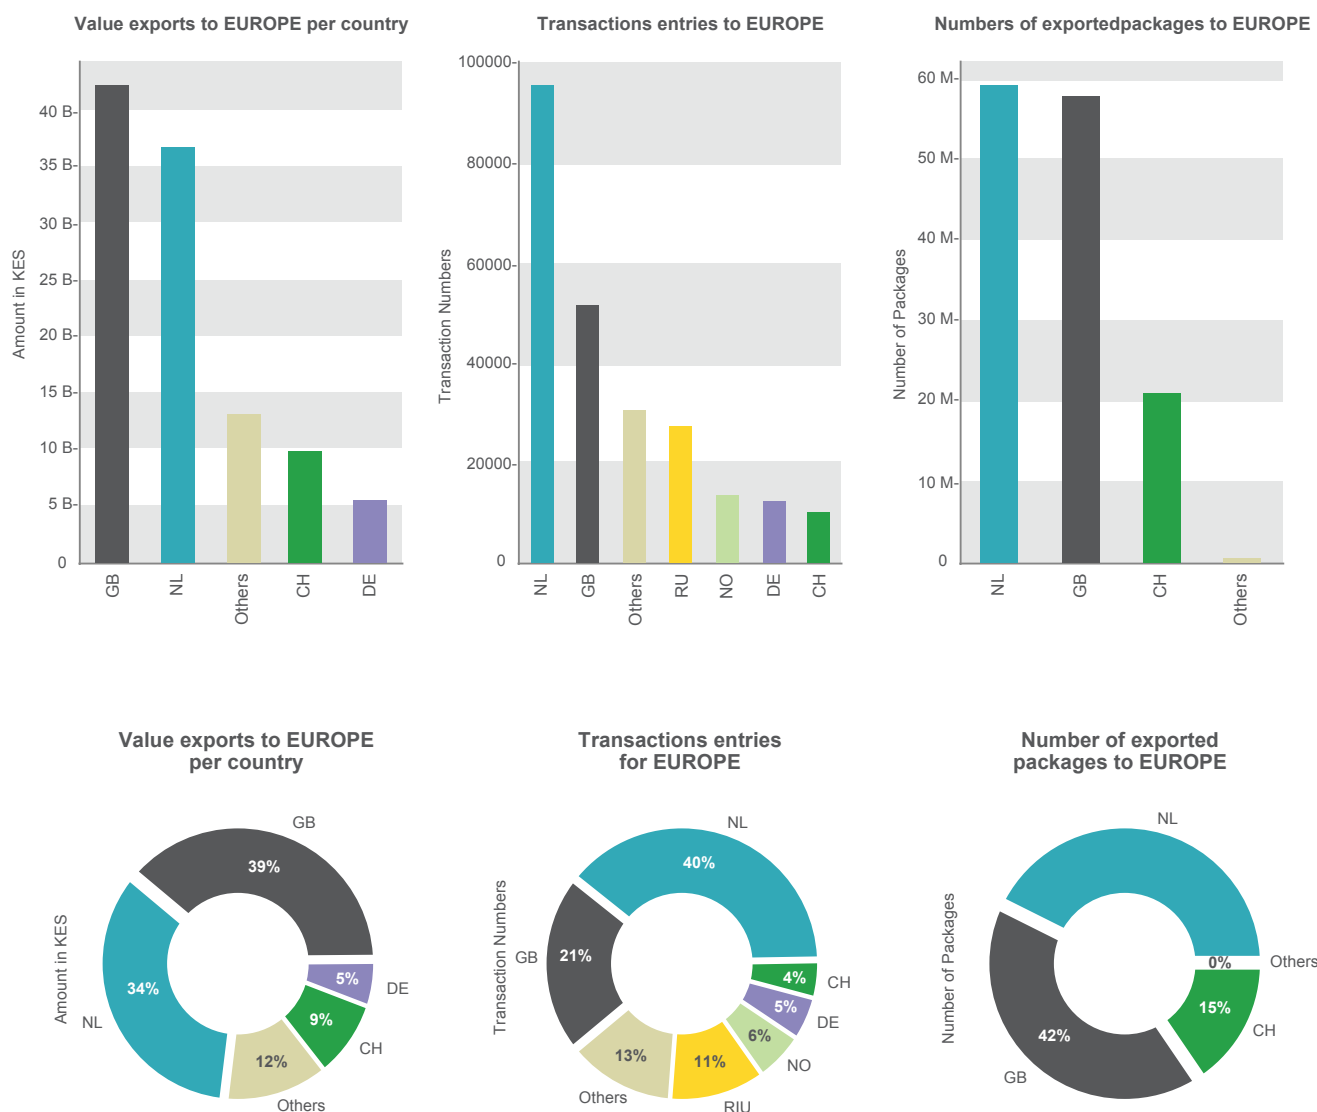 Value exports to EUROPE per country
Amount in KES
40 B-
35 B-
30 B-
25 B-
20 B-
15 B-
10 B-
5 B-
0
GB
NL
Others
CH
DE
Transactions entries to EUROPE
Transaction Numbers
100000
80000
60000
40000
20000
0
NL
GB
Others
RU
NO
DE
CH
Numbers of exportedpackages to EUROPE
Number of Packages
60 M-
50 M-
40 M-
30 M-
20 M-
10 M-
0
NL
GB
CH
Others
Value exports to EUROPE
per country
Amount in KES
GB
39%
5%
DE
34%
NL
9%
CH
12%
Others
Transactions entries
for EUROPE
Transaction Numbers
NL
40%
GB
21%
4%
CH
5%
DE
6%
NO
13%
Others
11%
RIU
Number of exported
packages to EUROPE
Number of Packages
NL
0%
Others
15%
CH
42%
GB